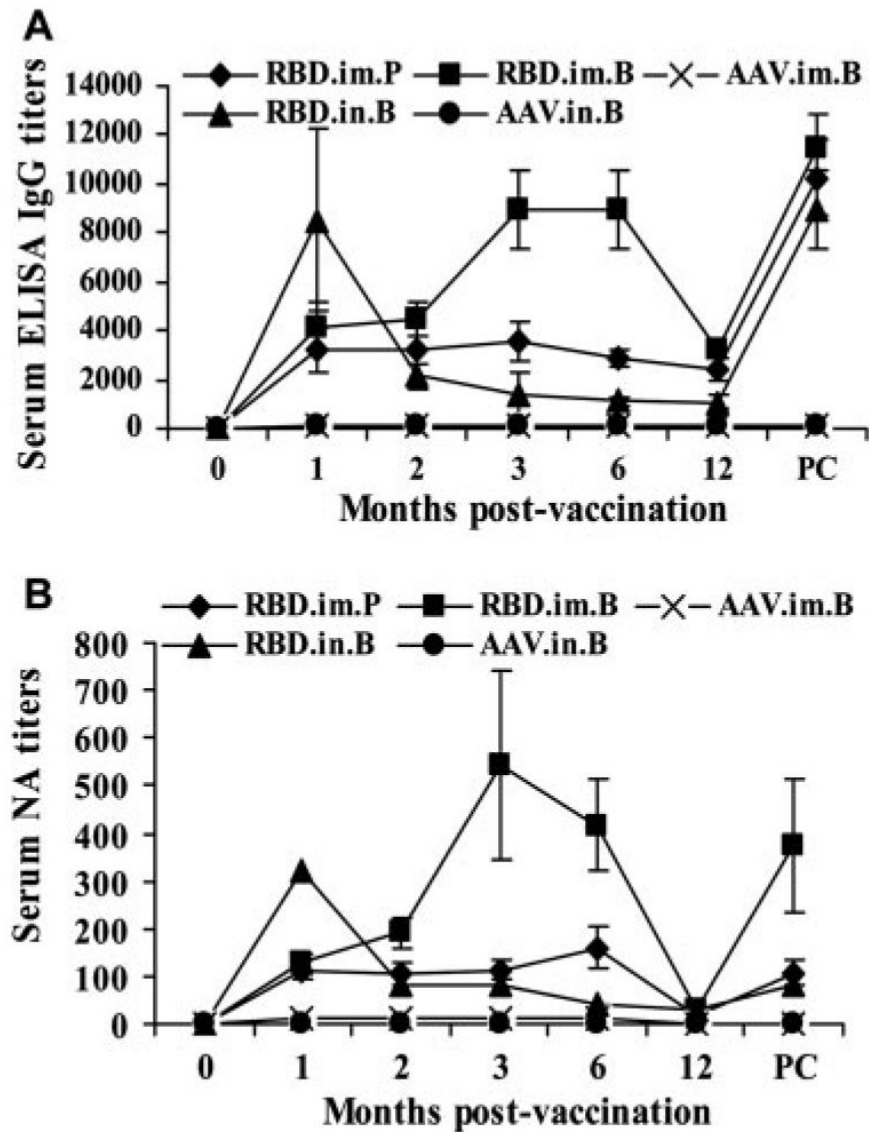 A
RBD.im.P RBD.im.B AAV.im.B
RBD.in.B AAV.in.B
Serum ELISA IgG titers
14000
12000
10000
8000
6000
4000
2000
0
0 1 2 3 6 12 PC
Months post-vaccination
B
RBD.im.P RBD.im.B AAV.im.B
RBD.in.B AAV.in.B
Serum NA titers
800
700
600
500
400
300
200
100
0
0 1 2 3 6 12 PC
Months post-vaccination